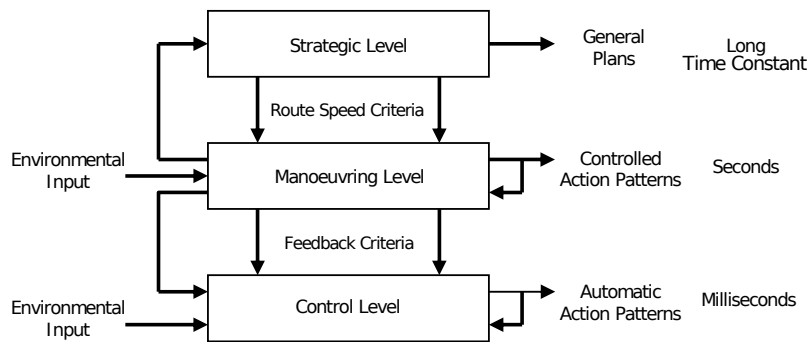 Strategic Level
General
Plans
Long
Time Constant
Route Speed Criteria
Environmental
Input
Manoeuvring Level
Controlled
Action Patterns
Seconds
Feedback Criteria
Environmental
Input
Control Level
Automatic
Action Patterns
Milliseconds